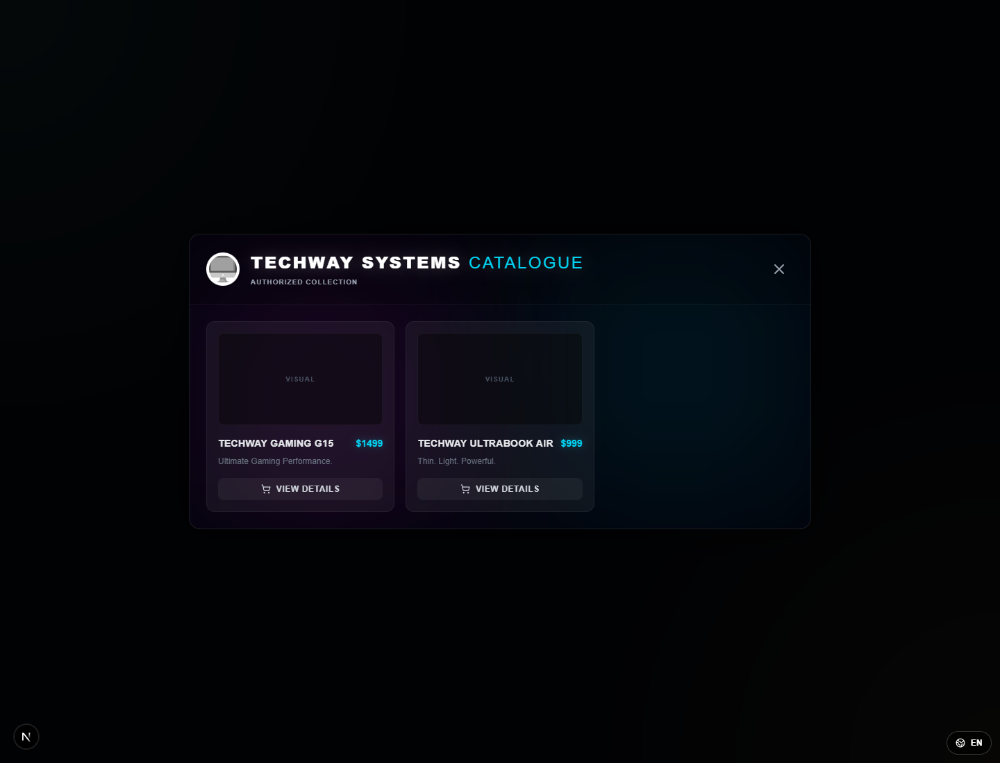 TECHWAY SYSTEMS CATALOGUE
AUTHORIZED COLLECTION
VISUAL
TECHWAY GAMING G15 $1499
Ultimate Gaming Performance.
VIEW DETAILS
VISUAL
TECHWAY ULTRABOOK AIR $999
Thin. Light. Powerful.
VIEW DETAILS
N
EN